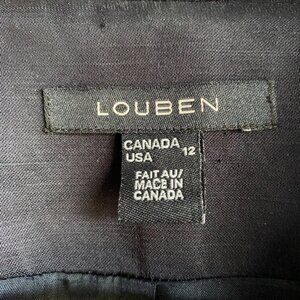 LOUBEN
CANADA
USA 12
FAIT AU/
MADE IN
CANADA